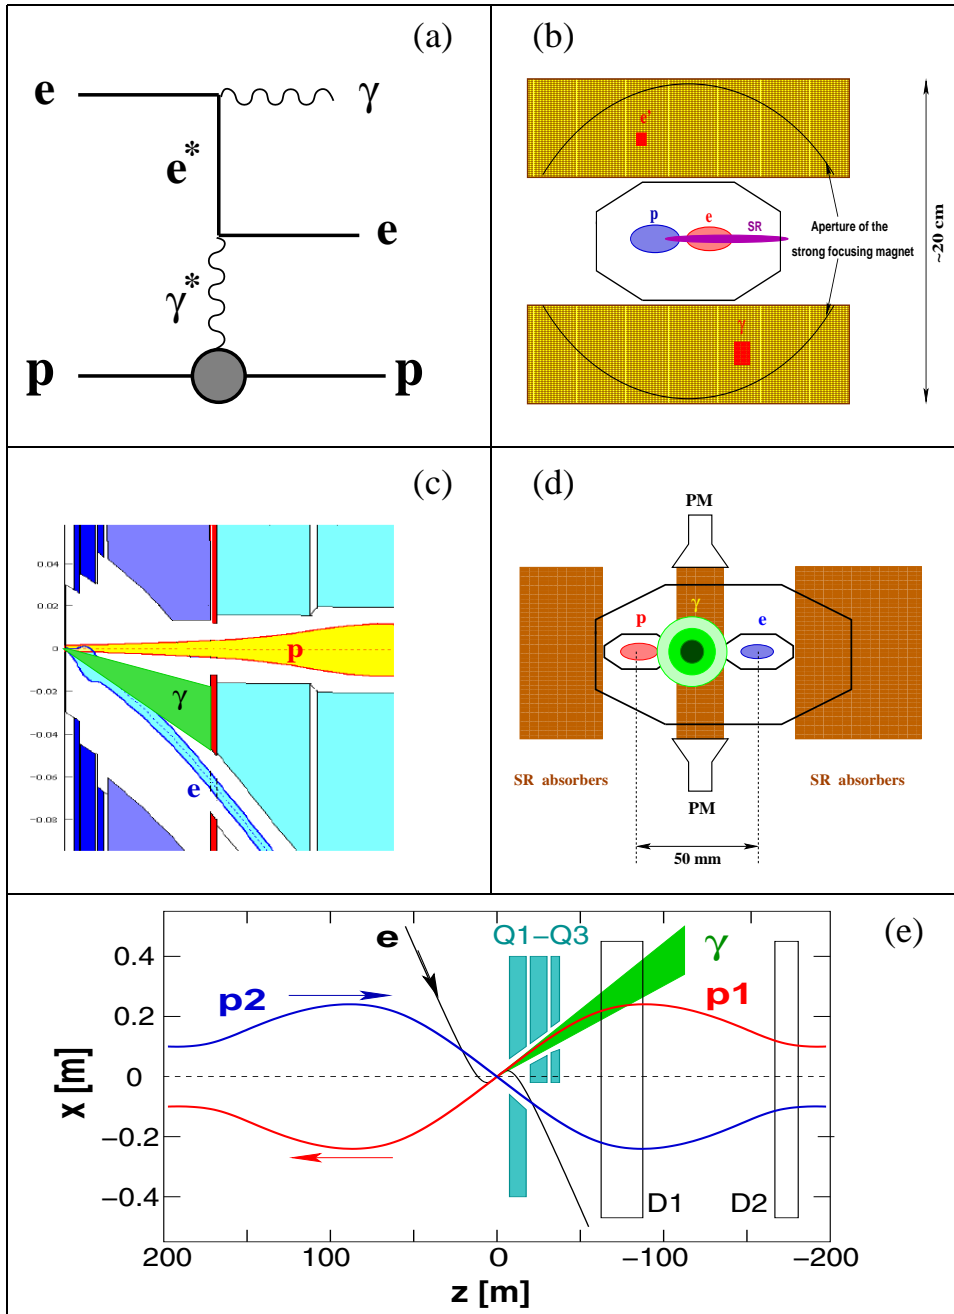 (a)
e
γ
e*
e
γ*
p
p
(b)
e'
p
e
SR
Aperture of the
strong focusing magnet
γ
~20 cm
(c)
0.04
0.02
0
−0.02
−0.04
−0.06
−0.08
p
γ
e
(d)
PM
γ
p
e
SR absorbers
SR absorbers
PM
50 mm
(e)
e
Q1−Q3
γ
p2
p1
0.4
0.2
0
−0.2
−0.4
x [m]
D1
D2
200
100
0
−100
−200
z [m]